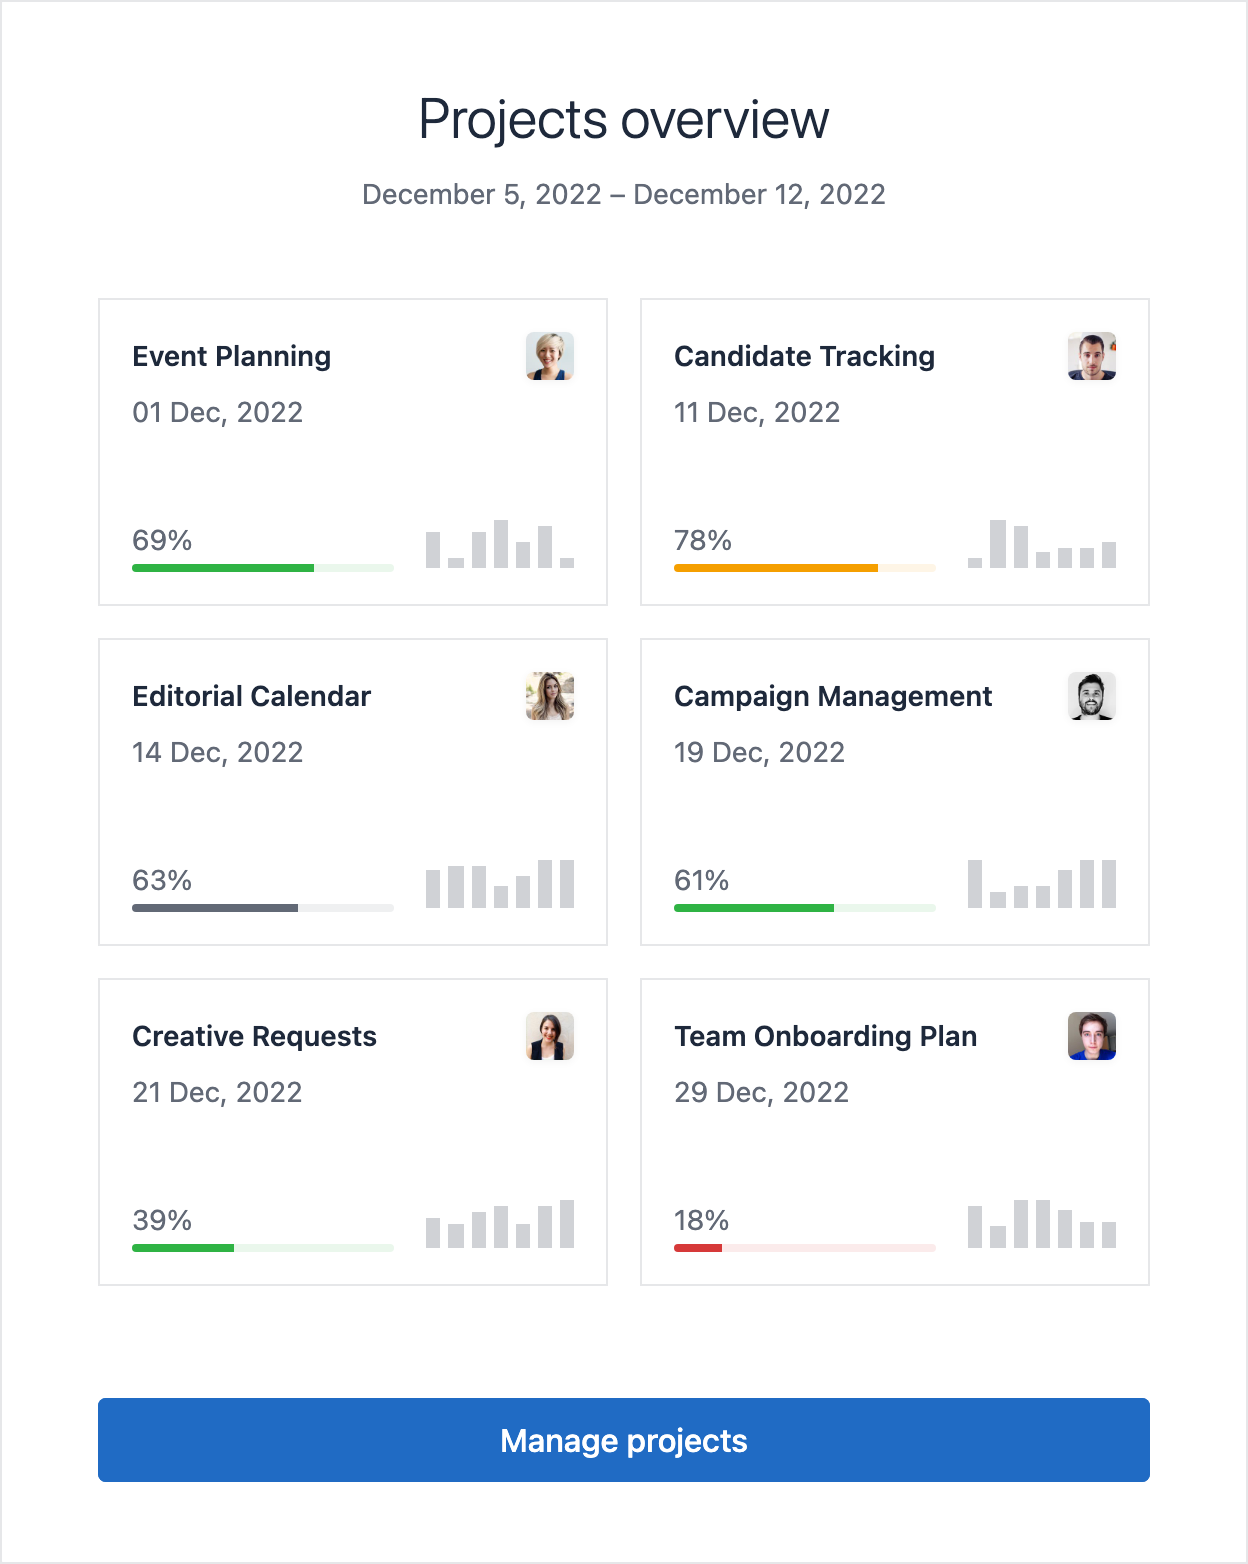 Projects overview
December 5, 2022 – December 12, 2022
Event Planning
01 Dec, 2022
69%
Candidate Tracking
11 Dec, 2022
78%
Editorial Calendar
14 Dec, 2022
63%
Campaign Management
19 Dec, 2022
61%
Creative Requests
21 Dec, 2022
39%
Team Onboarding Plan
29 Dec, 2022
18%
Manage projects